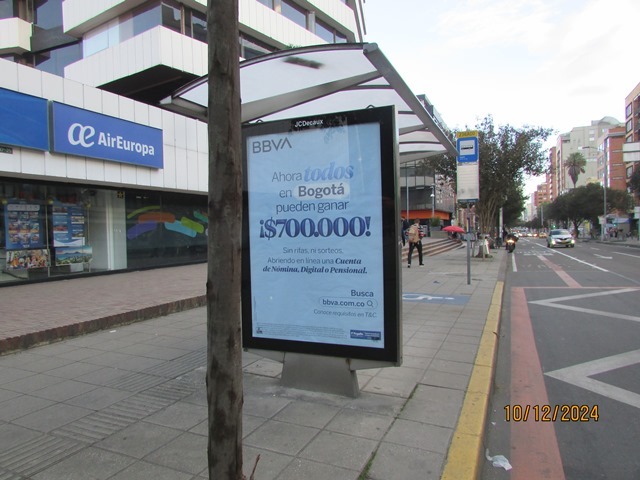 AirEuropa
JCDecaux
BBVA
Ahora todos
en Bogotá
pueden ganar
¡$700.000!
Sin rifas, ni sorteos.
Abriendo en línea una Cuenta
de Nómina, Digital o Pensional.
Busca
bbva.com.co
Conoce requisitos en T&C
10/12/2024